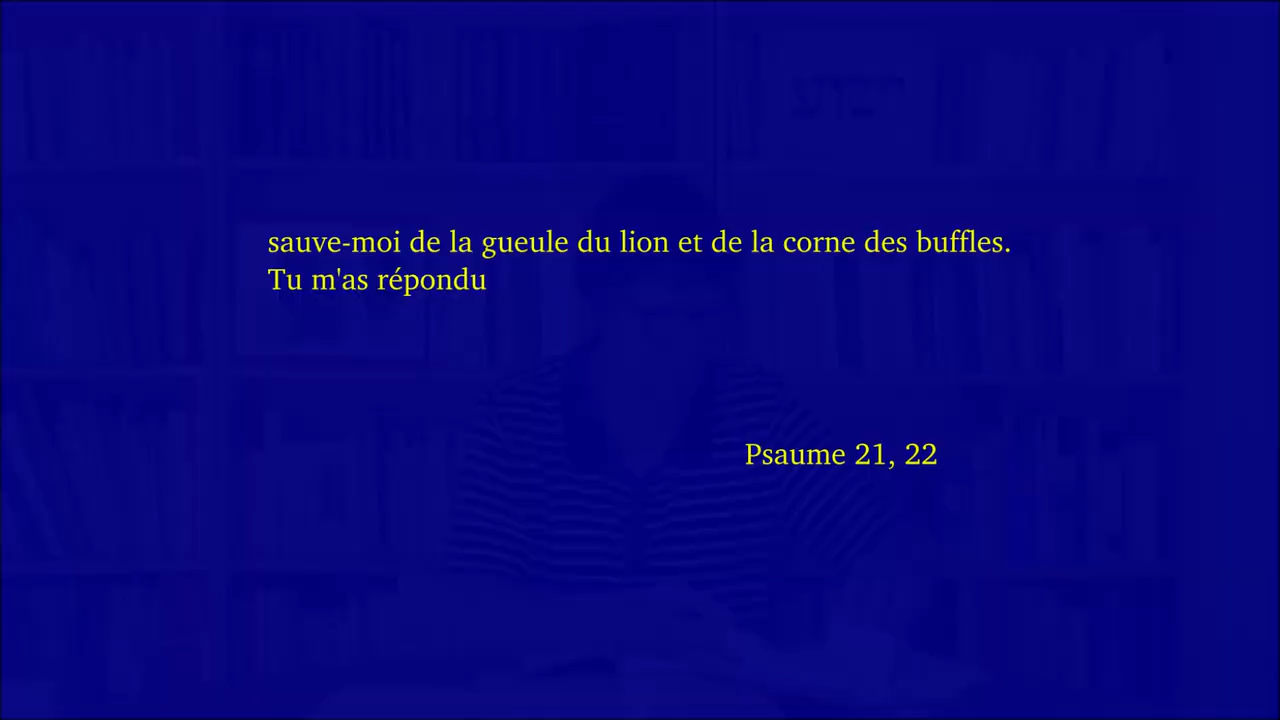 sauve-moi de la gueule du lion et de la corne des buffles.
Tu m'as répondu
Psaume 21, 22